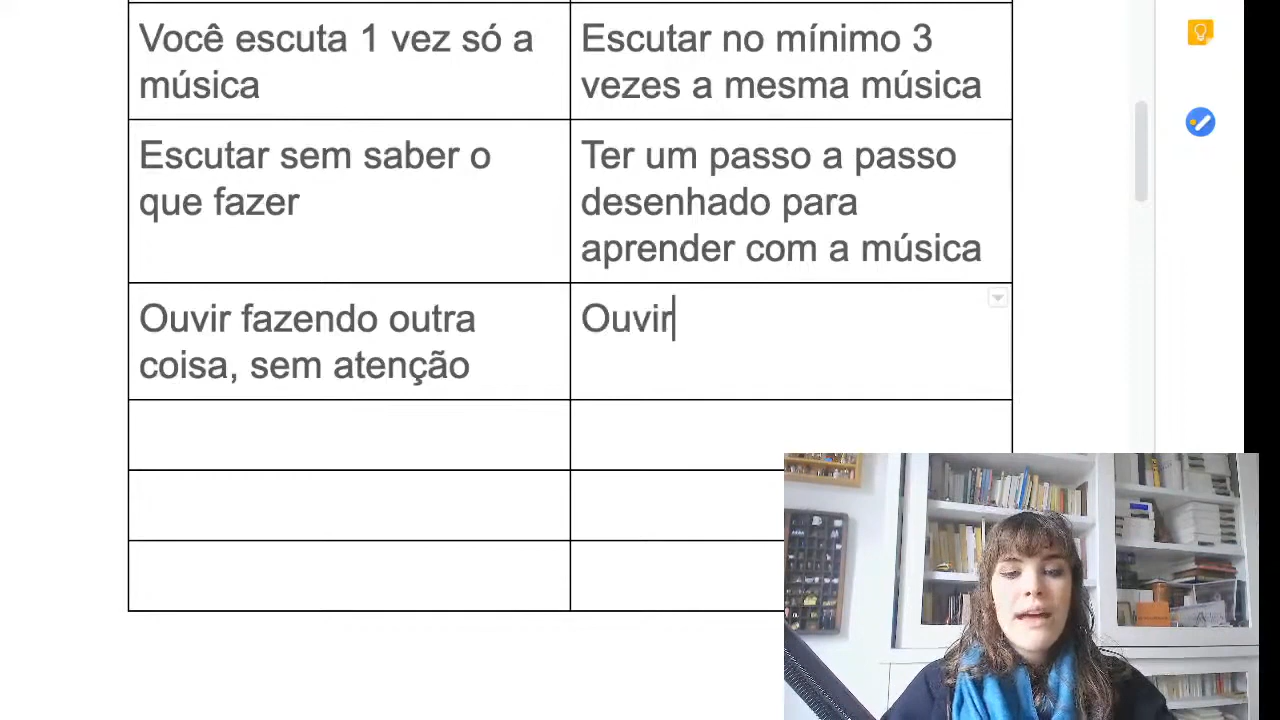 Você escuta 1 vez só a
música
Escutar no mínimo 3
vezes a mesma música
Escutar sem saber o
que fazer
Ter um passo a passo
desenhado para
aprender com a música
Ouvir fazendo outra
coisa, sem atenção
Ouvir